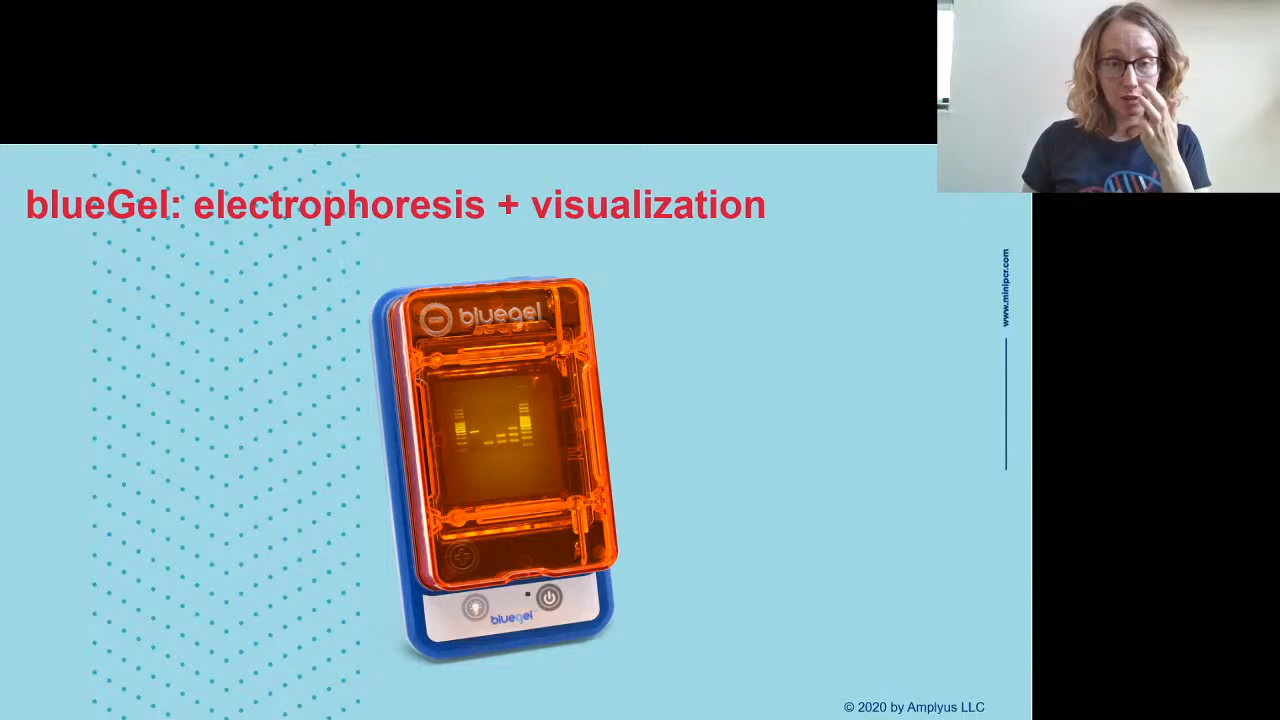 blueGel: electrophoresis + visualization
www.minipcr.com
bluegel
bluegel
© 2020 by Amplyus LLC